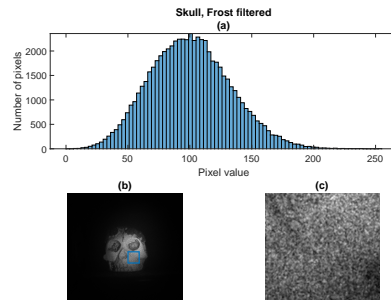 Skull, Frost filtered
(a)
2000
1500
1000
500
0
Number of pixels
0 50 100 150 200 250
Pixel value
(b) (c)